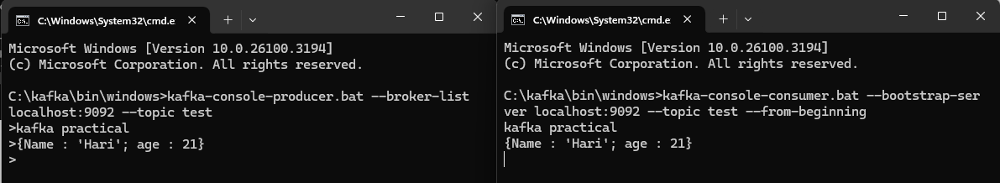 C:\Windows\System32\cmd.e
Microsoft Windows [Version 10.0.26100.3194]
(c) Microsoft Corporation. All rights reserved.
C:\kafka\bin\windows>kafka-console-producer.bat --broker-list
localhost:9092 --topic test
>kafka practical
>{Name : 'Hari'; age : 21}
>
C:\Windows\System32\cmd.e
Microsoft Windows [Version 10.0.26100.3194]
(c) Microsoft Corporation. All rights reserved.
C:\kafka\bin\windows>kafka-console-consumer.bat --bootstrap-ser
ver localhost:9092 --topic test --from-beginning
kafka practical
{Name : 'Hari'; age : 21}